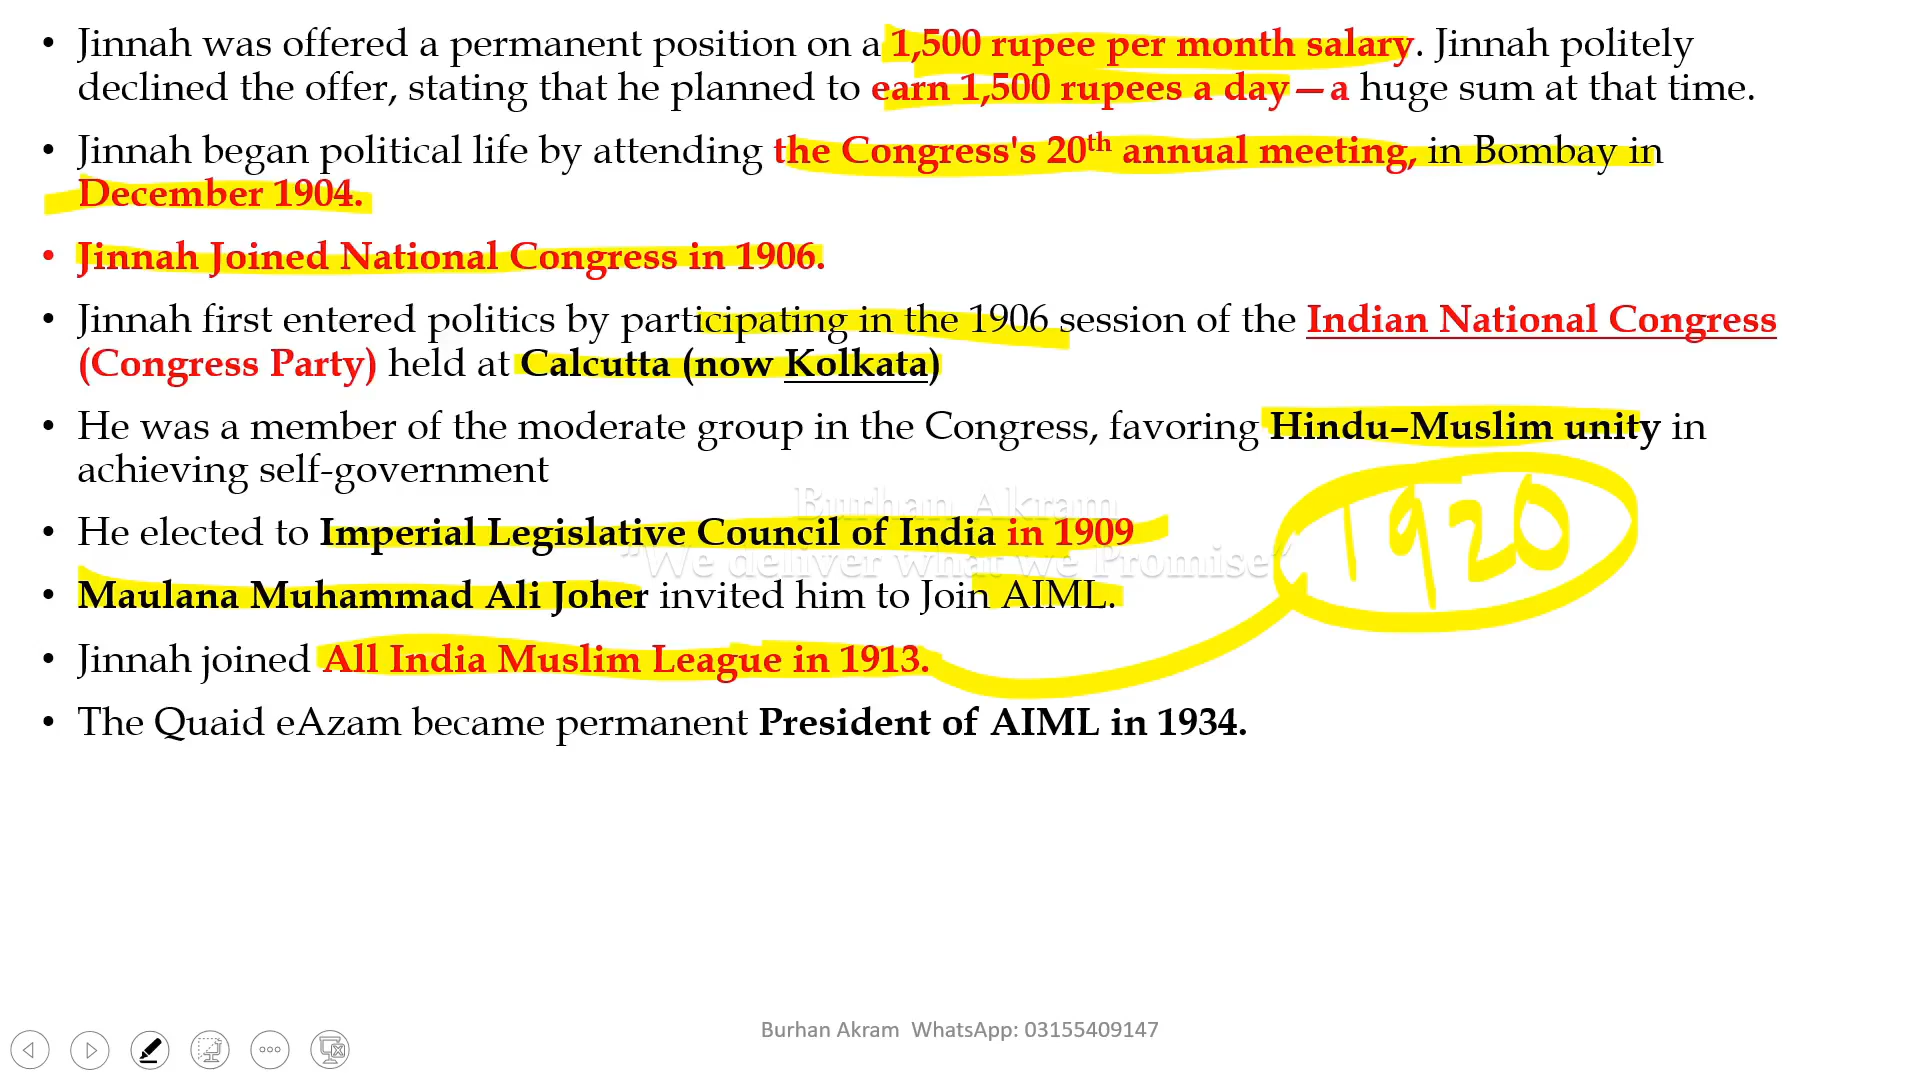 • Jinnah was offered a permanent position on a 1,500 rupee per month salary. Jinnah politely
declined the offer, stating that he planned to earn 1,500 rupees a day—a huge sum at that time.
• Jinnah began political life by attending the Congress's 20th annual meeting, in Bombay in
December 1904.
• Jinnah Joined National Congress in 1906.
• Jinnah first entered politics by participating in the 1906 session of the Indian National Congress
(Congress Party) held at Calcutta (now Kolkata)
• He was a member of the moderate group in the Congress, favoring Hindu–Muslim unity in
achieving self-government
1920
Burhan Akram
• He elected to Imperial Legislative Council of India in 1909
"We deliver what we Promise"
• Maulana Muhammad Ali Joher invited him to Join AIML.
• Jinnah joined All India Muslim League in 1913.
• The Quaid eAzam became permanent President of AIML in 1934.
Burhan Akram WhatsApp: 03155409147